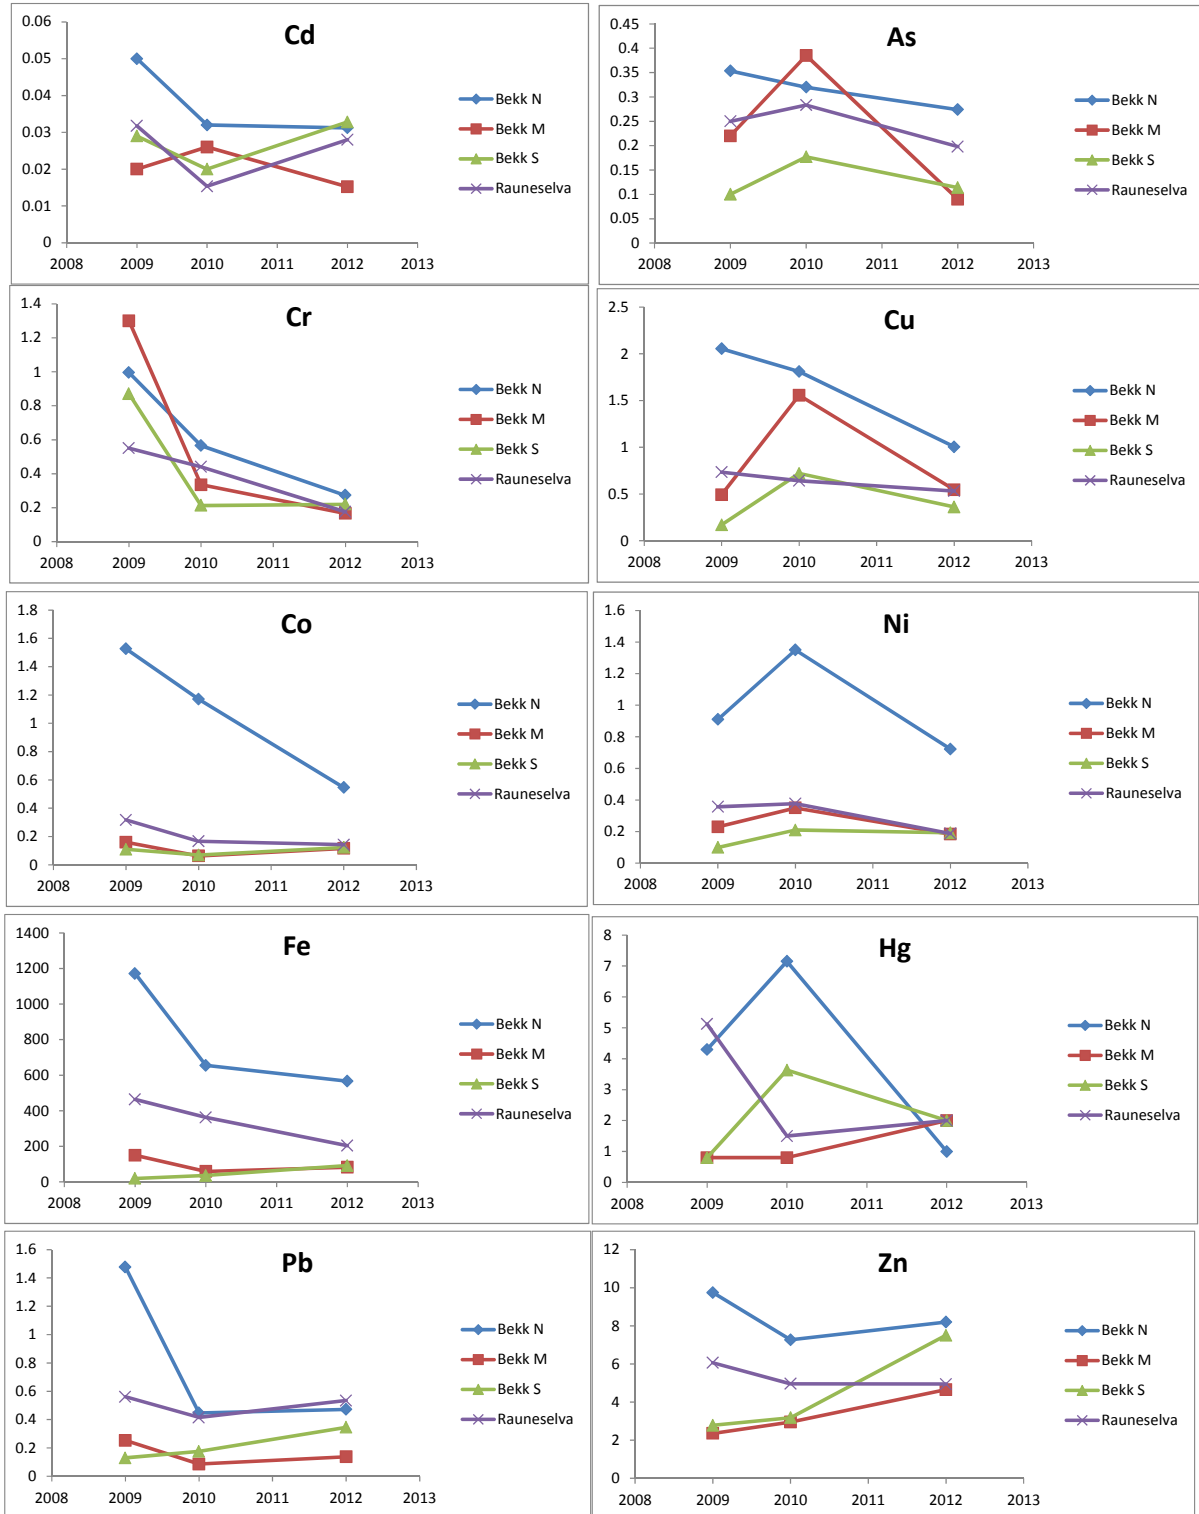 Cd
0.06
0.05
0.04
0.03
0.02
0.01
0
2008 2009 2010 2011 2012 2013
Bekk N
Bekk M
Bekk S
Rauneselva
As
0.45
0.4
0.35
0.3
0.25
0.2
0.15
0.1
0.05
0
2008 2009 2010 2011 2012 2013
Bekk N
Bekk M
Bekk S
Rauneselva
Cr
1.4
1.2
1
0.8
0.6
0.4
0.2
0
2008 2009 2010 2011 2012 2013
Bekk N
Bekk M
Bekk S
Rauneselva
Cu
2.5
2
1.5
1
0.5
0
2008 2009 2010 2011 2012 2013
Bekk N
Bekk M
Bekk S
Rauneselva
Co
1.8
1.6
1.4
1.2
1
0.8
0.6
0.4
0.2
0
2008 2009 2010 2011 2012 2013
Bekk N
Bekk M
Bekk S
Rauneselva
Ni
1.6
1.4
1.2
1
0.8
0.6
0.4
0.2
0
2008 2009 2010 2011 2012 2013
Bekk N
Bekk M
Bekk S
Rauneselva
Fe
1400
1200
1000
800
600
400
200
0
2008 2009 2010 2011 2012 2013
Bekk N
Bekk M
Bekk S
Rauneselva
Hg
8
7
6
5
4
3
2
1
0
2008 2009 2010 2011 2012 2013
Bekk N
Bekk M
Bekk S
Rauneselva
Pb
1.6
1.4
1.2
1
0.8
0.6
0.4
0.2
0
2008 2009 2010 2011 2012 2013
Bekk N
Bekk M
Bekk S
Rauneselva
Zn
12
10
8
6
4
2
0
2008 2009 2010 2011 2012 2013
Bekk N
Bekk M
Bekk S
Rauneselva